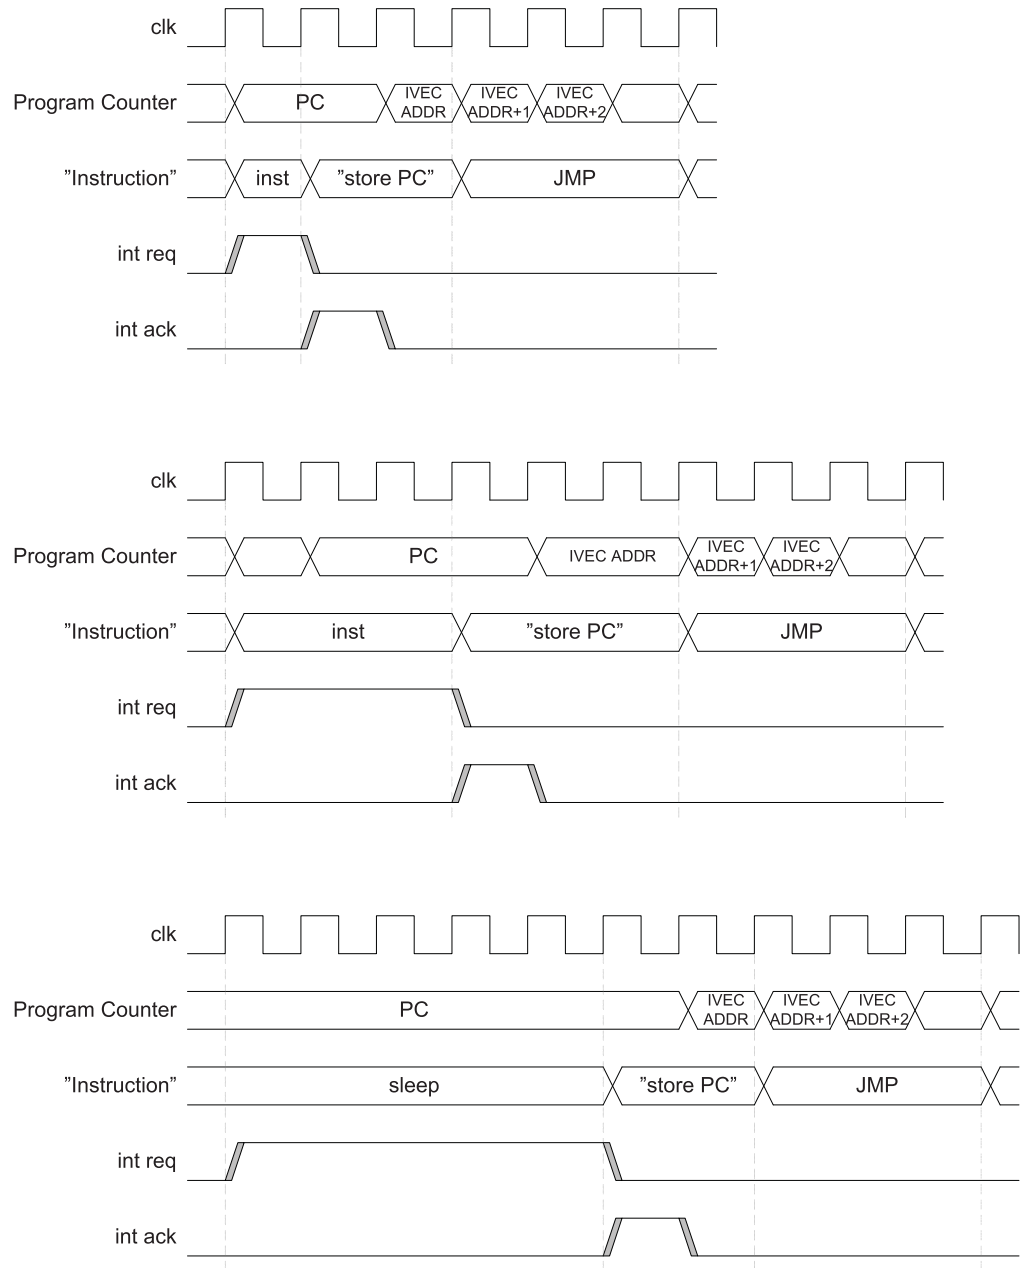 clk
Program Counter
PC
IVEC
ADDR
IVEC
ADDR+1
IVEC
ADDR+2
”Instruction”
inst
”store PC”
JMP
int req
int ack
clk
Program Counter
PC
IVEC ADDR
IVEC
ADDR+1
IVEC
ADDR+2
”Instruction”
inst
”store PC”
JMP
int req
int ack
clk
Program Counter
PC
IVEC
ADDR
IVEC
ADDR+1
IVEC
ADDR+2
”Instruction”
sleep
”store PC”
JMP
int req
int ack